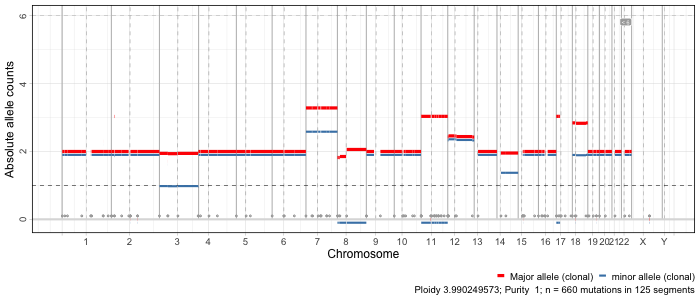 Absolute allele counts
6
4
2
0
1 2 3 4 5 6 7 8 9 10 11 12 13 14 15 16 17 18 19 20 21 22 X Y
Chromosome
Major allele (clonal) minor allele (clonal)
Ploidy 3.990249573; Purity 1; n = 660 mutations in 125 segments